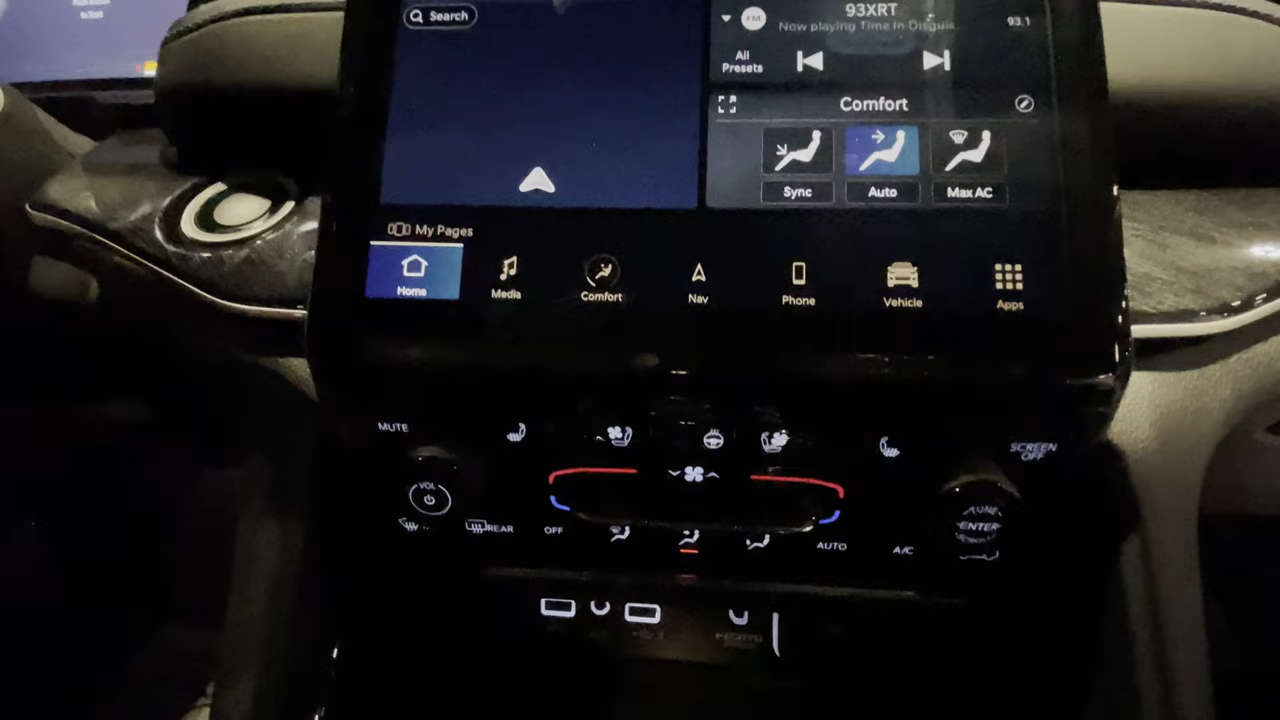 Search
93XRT
FM
Now playing Time In Disguis
93.1
All
Presets
Comfort
Sync
Auto
Max AC
My Pages
Home
Media
Comfort
Nav
Phone
Vehicle
Apps
MUTE
SCREEN
OFF
VOL
REAR
OFF
AUTO
A/C
TUNE
ENTER